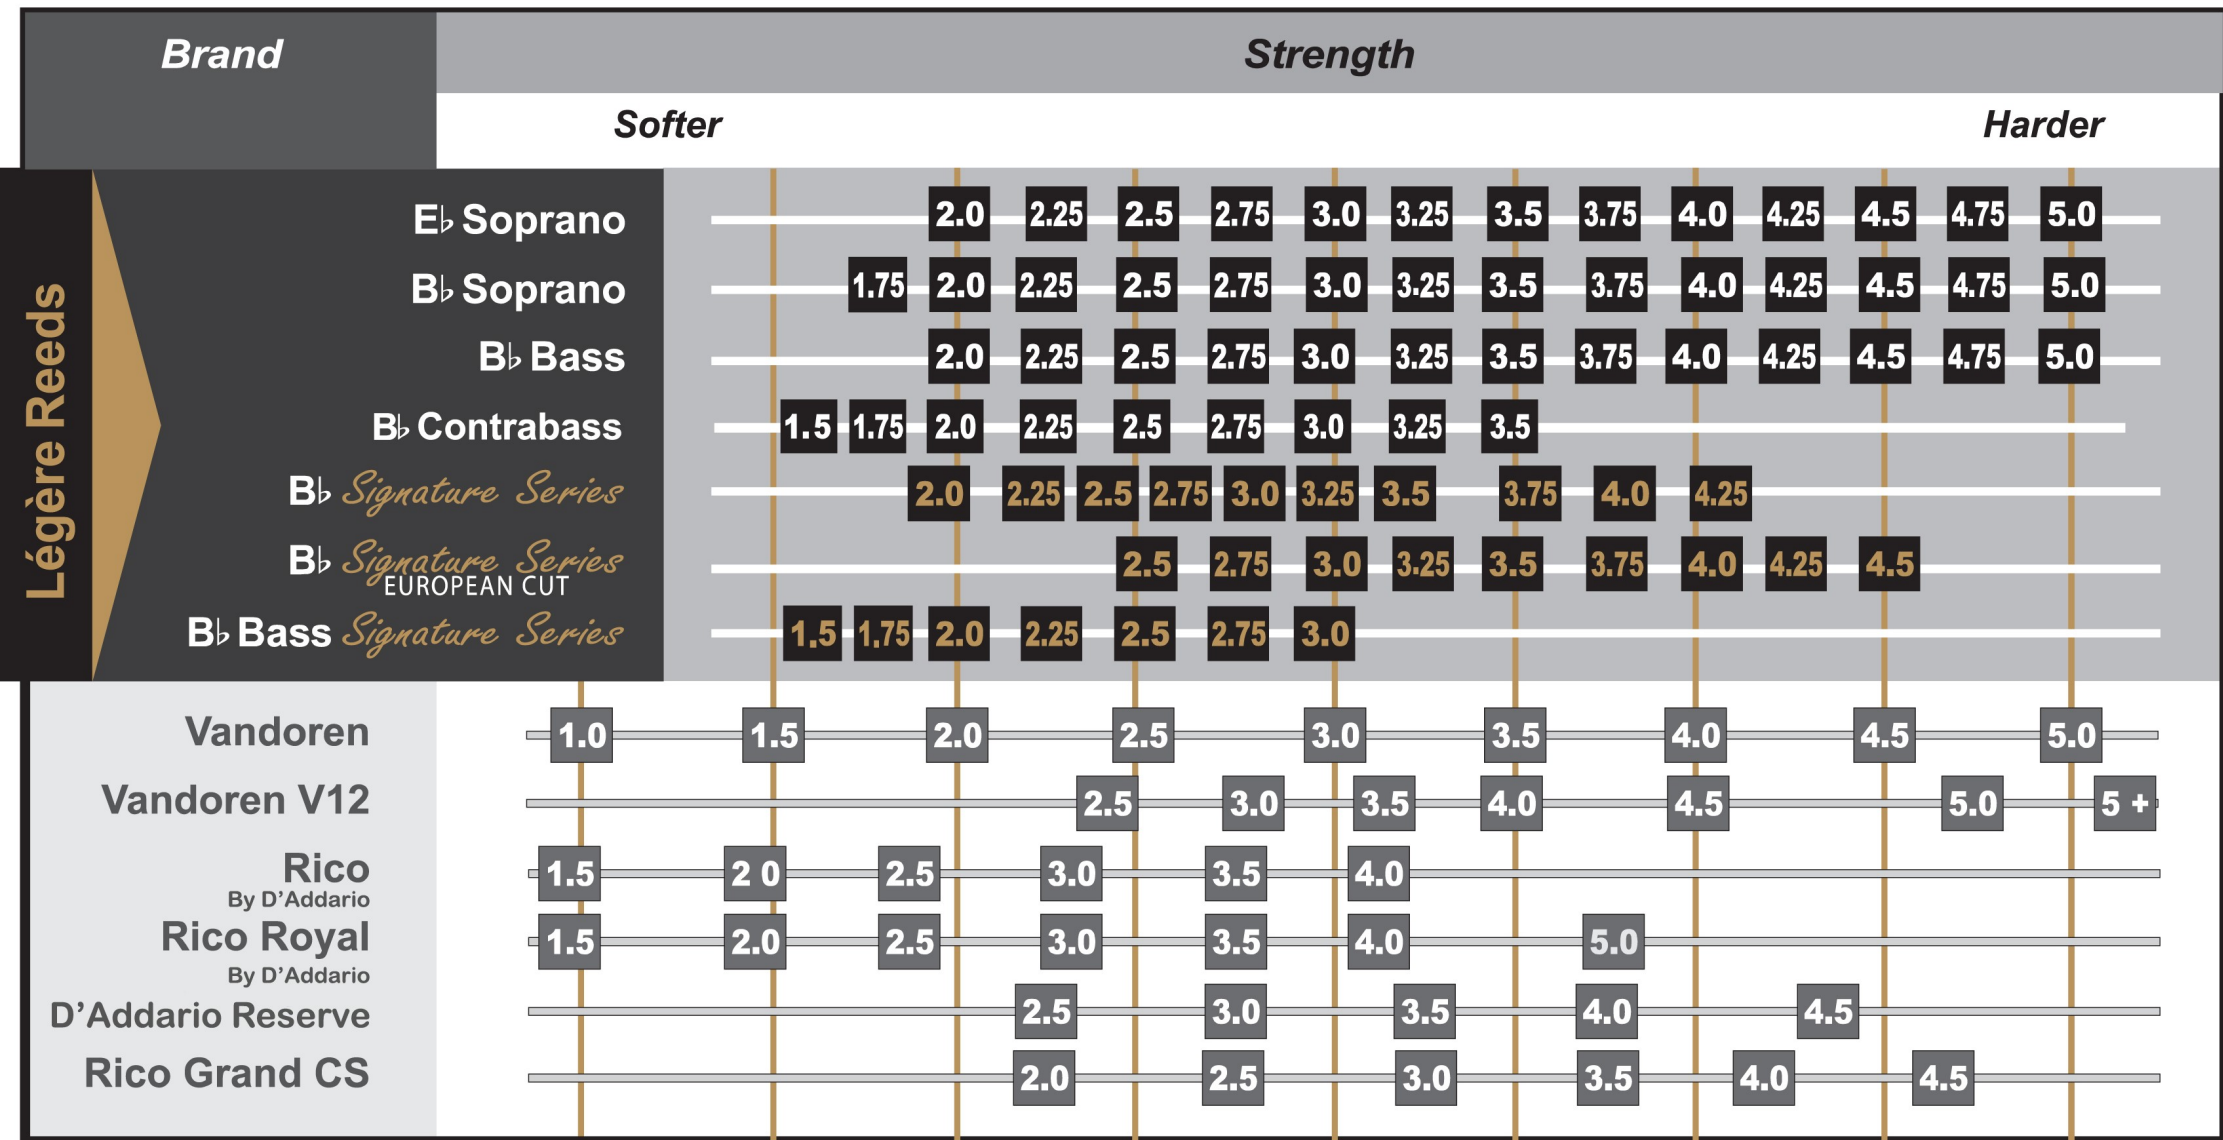 Brand
Strength
Softer
Harder
Légère Reeds
E♭ Soprano 2.0 2.25 2.5 2.75 3.0 3.25 3.5 3.75 4.0 4.25 4.5 4.75 5.0
B♭ Soprano 1.75 2.0 2.25 2.5 2.75 3.0 3.25 3.5 3.75 4.0 4.25 4.5 4.75 5.0
B♭ Bass 2.0 2.25 2.5 2.75 3.0 3.25 3.5 3.75 4.0 4.25 4.5 4.75 5.0
B♭ Contrabass 1.5 1.75 2.0 2.25 2.5 2.75 3.0 3.25 3.5
B♭ Signature Series 2.0 2.25 2.5 2.75 3.0 3.25 3.5 3.75 4.0 4.25
B♭ Signature Series 2.5 2.75 3.0 3.25 3.5 3.75 4.0 4.25 4.5
EUROPEAN CUT
B♭ Bass Signature Series 1.5 1.75 2.0 2.25 2.5 2.75 3.0
Vandoren 1.0 1.5 2.0 2.5 3.0 3.5 4.0 4.5 5.0
Vandoren V12 2.5 3.0 3.5 4.0 4.5 5.0 5 +
Rico 1.5 2 0 2.5 3.0 3.5 4.0
By D'Addario
Rico Royal 1.5 2.0 2.5 3.0 3.5 4.0 5.0
By D'Addario
D'Addario Reserve 2.5 3.0 3.5 4.0 4.5
Rico Grand CS 2.0 2.5 3.0 3.5 4.0 4.5